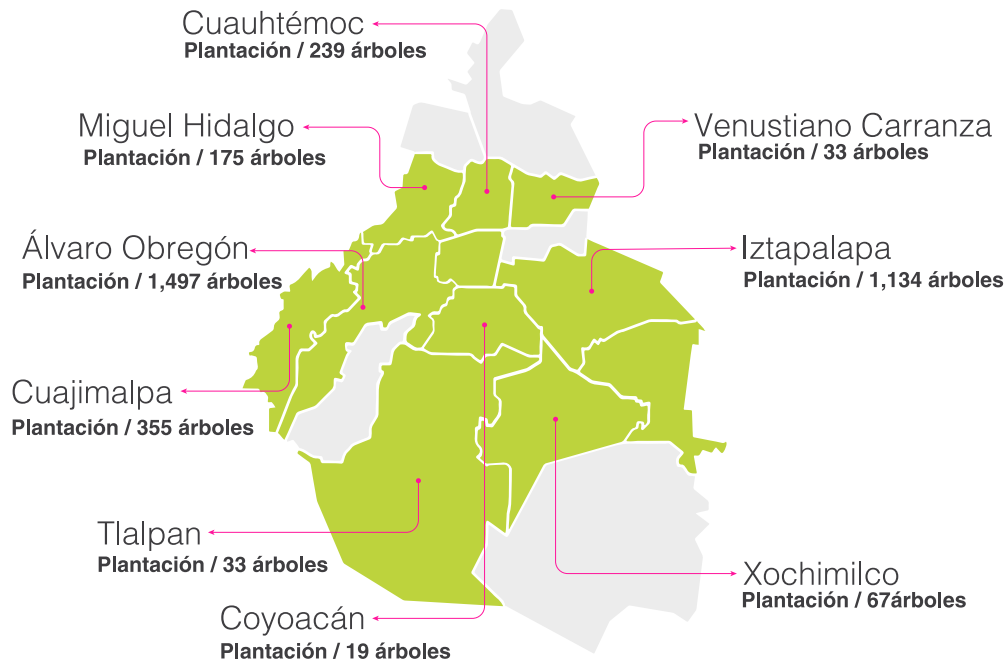 Cuauhtémoc
Plantación / 239 árboles
Miguel Hidalgo
Plantación / 175 árboles
Venustiano Carranza
Plantación / 33 árboles
Álvaro Obregón
Plantación / 1,497 árboles
Iztapalapa
Plantación / 1,134 árboles
Cuajimalpa
Plantación / 355 árboles
Tlalpan
Plantación / 33 árboles
Xochimilco
Plantación / 67árboles
Coyoacán
Plantación / 19 árboles